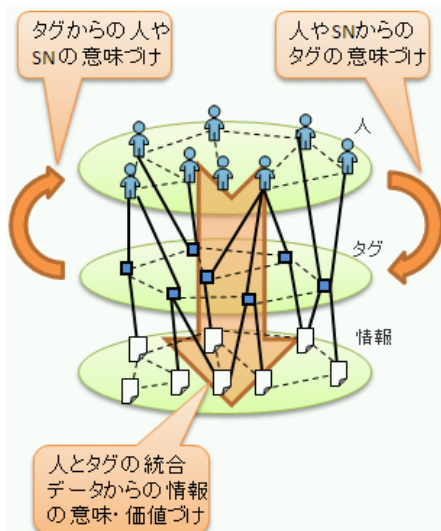 タグからの人や
SNの意味づけ
人やSNからの
タグの意味づけ
人
タグ
情報
人とタグの統合
データからの情報
の意味・価値づけ